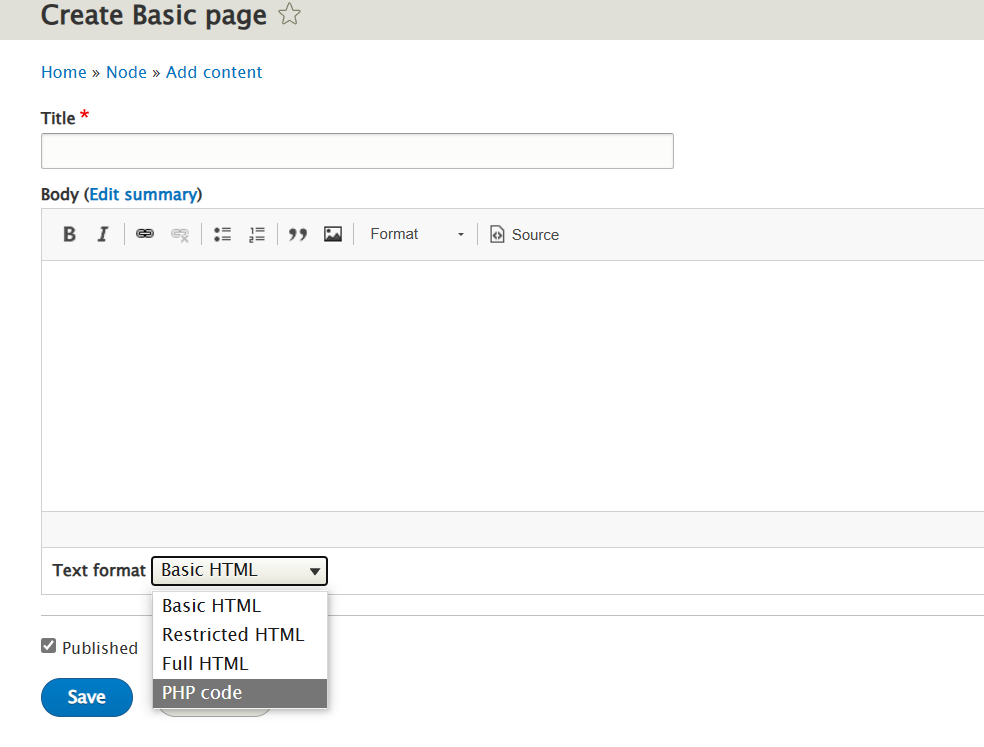 Create Basic page
Home » Node » Add content
Title *
Body (Edit summary)
B I Format Source
Text format Basic HTML
Basic HTML
Restricted HTML
Full HTML
PHP code
Published
Save